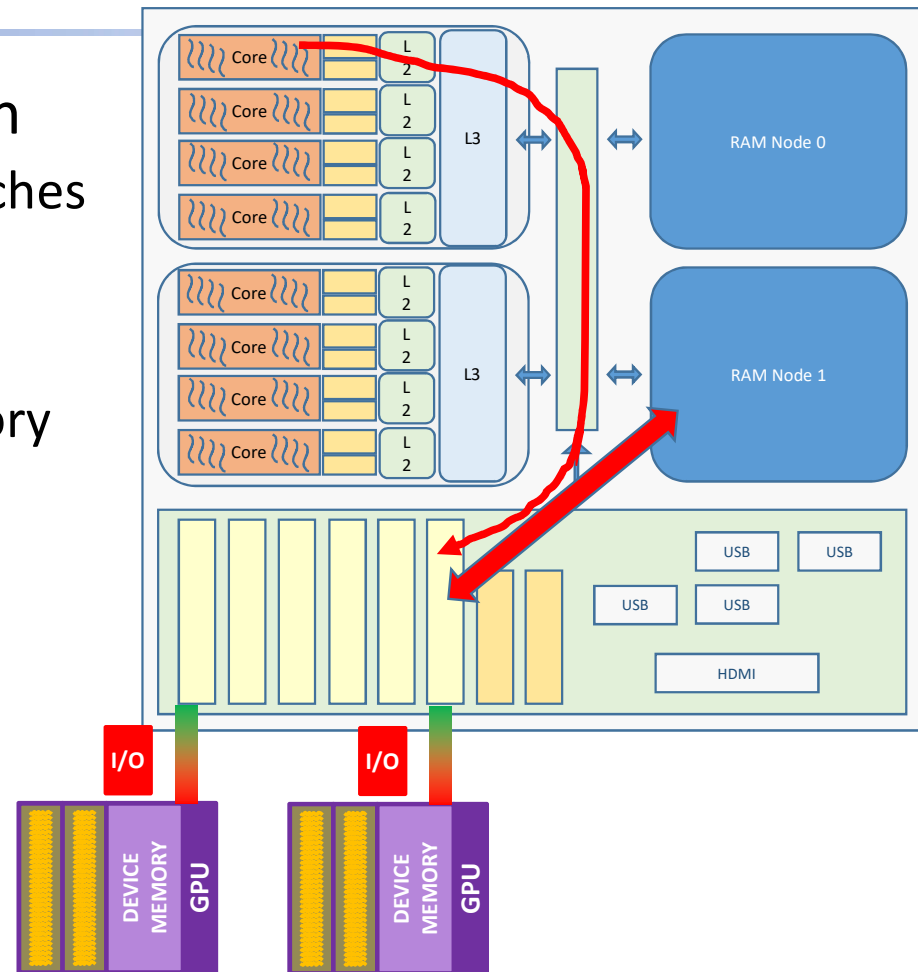 n
ches
ory
Core
L
2
Core
L
2
Core
L
2
Core
L
2
L3
RAM Node 0
Core
L
2
Core
L
2
Core
L
2
Core
L
2
L3
RAM Node 1
USB
USB
USB
USB
HDMI
I/O
I/O
DEVICE
MEMORY
GPU
DEVICE
MEMORY
GPU